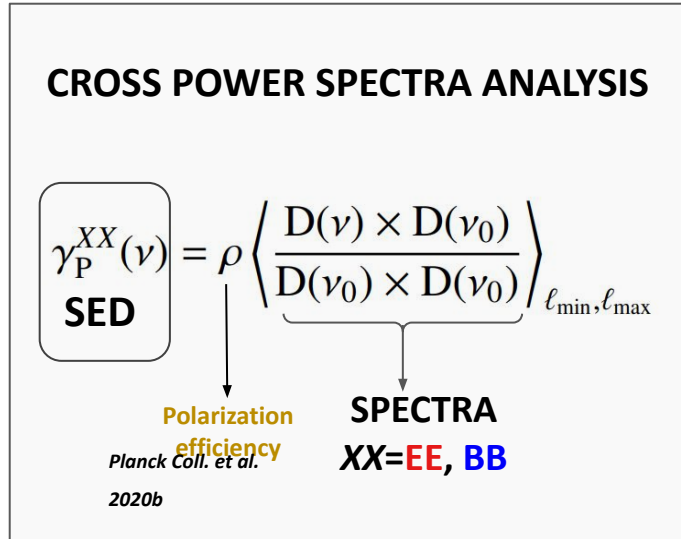 CROSS POWER SPECTRA ANALYSIS
γ_P^{XX}(ν) = ρ ⟨ D(ν) × D(ν₀) / D(ν₀) × D(ν₀) ⟩_{ℓmin,ℓmax}
SED
Polarization
efficiency
SPECTRA
XX=EE, BB
Planck Coll. et al.
2020b